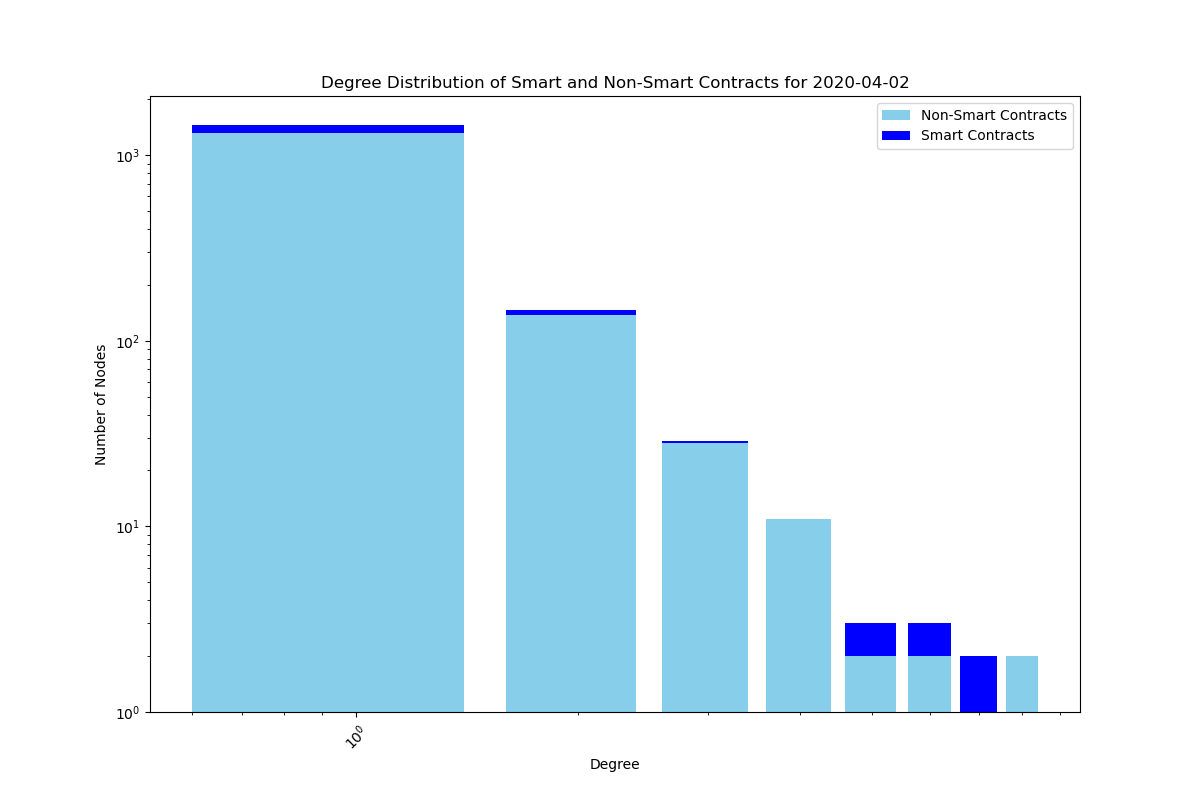 Degree Distribution of Smart and Non-Smart Contracts for 2020-04-02
Non-Smart Contracts
Smart Contracts
Number of Nodes
10³
10²
10¹
10⁰
10⁰
Degree